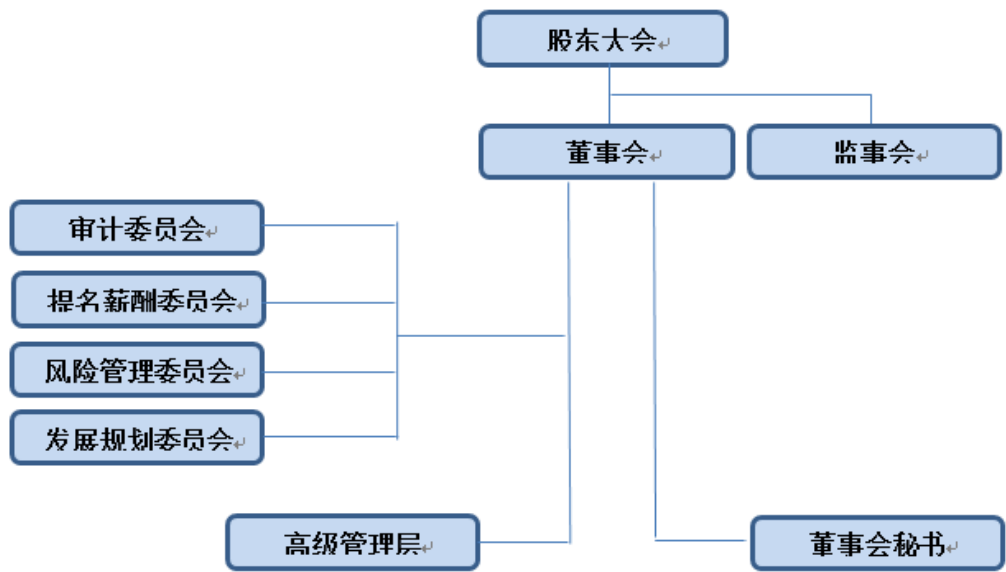 股东大会
董事会
监事会
审计委员会
提名薪酬委员会
风险管理委员会
发展规划委员会
高级管理层
董事会秘书